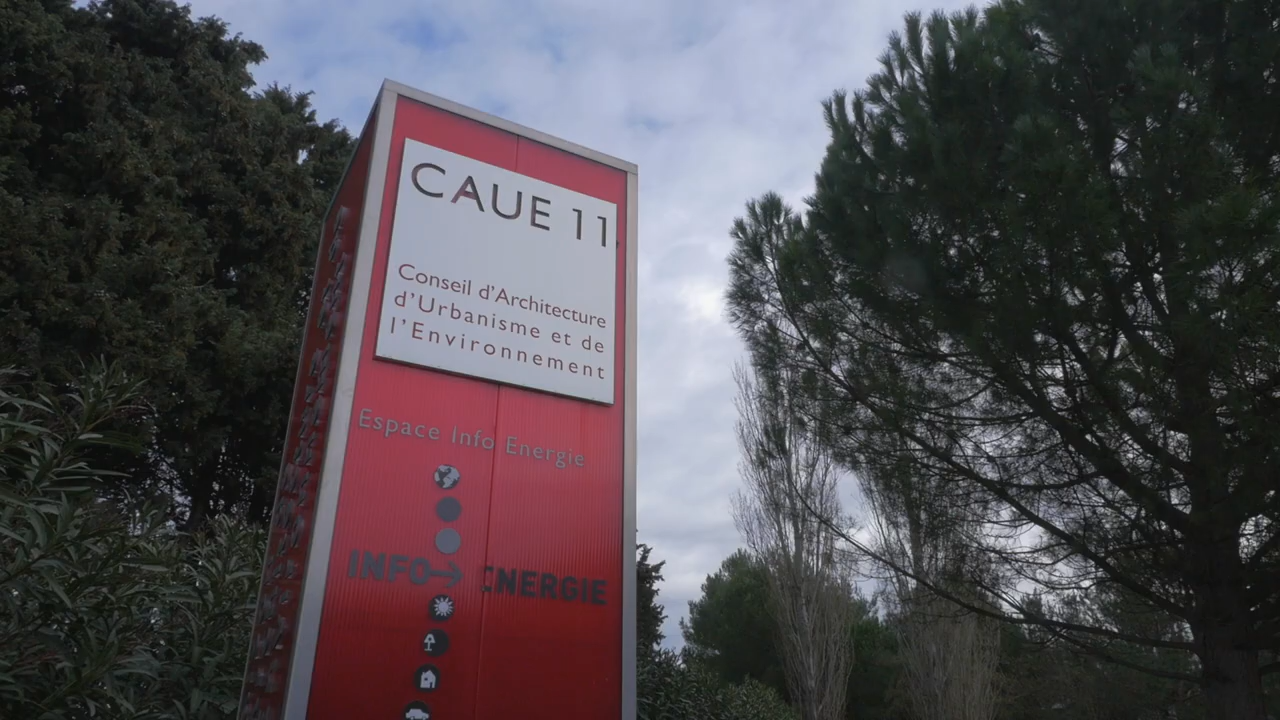 CAUE 11
Conseil d'Architecture
d'Urbanisme et de
l'Environnement
Espace Info Energie
INFO→ ENERGIE